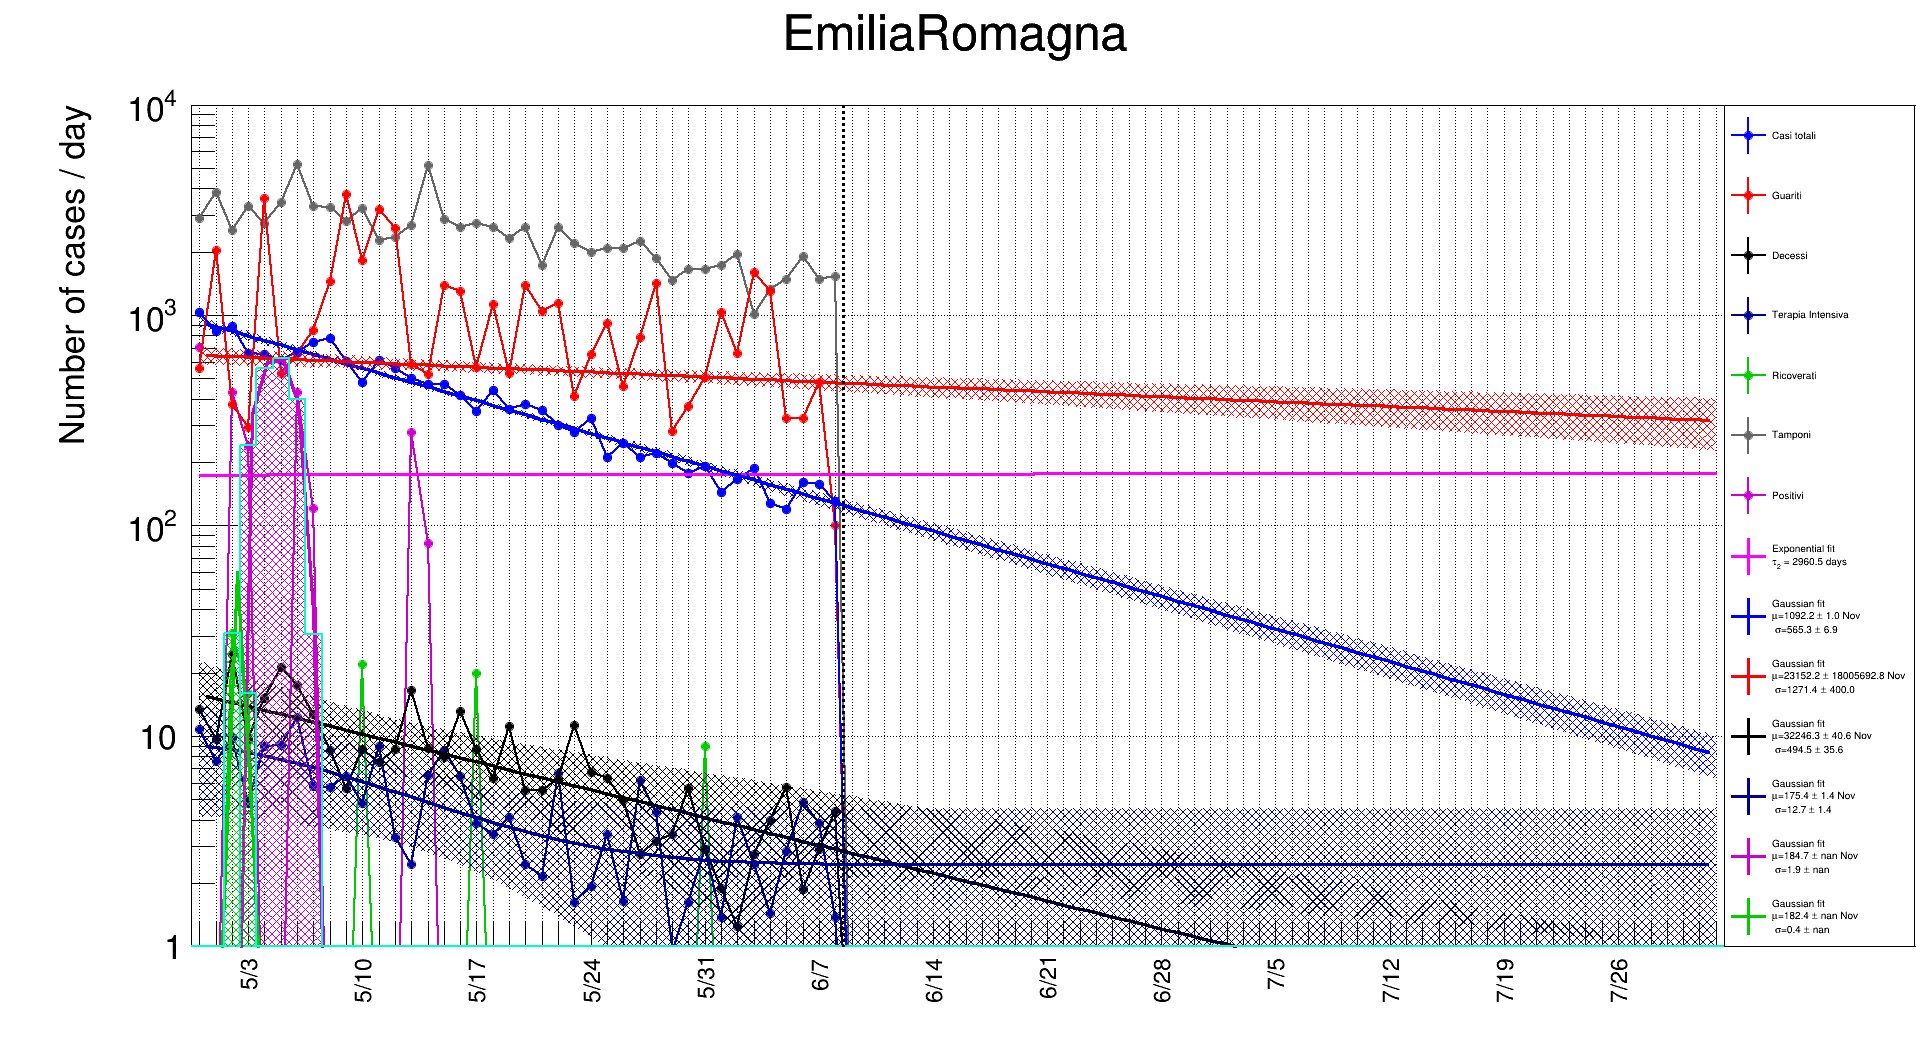 EmiliaRomagna
Number of cases / day
10^4
10^3
10^2
10
1
5/3
5/10
5/17
5/24
5/31
6/7
6/14
6/21
6/28
7/5
7/12
7/19
7/26
Casi totali
Guariti
Decessi
Terapia Intensiva
Ricoverati
Tamponi
Positivi
Exponential fit
τ₂ = 2960.5 days
Gaussian fit
μ=1092.2 ± 1.0 Nov
σ=565.3 ± 6.9
Gaussian fit
μ=23152.2 ± 18005692.8 Nov
σ=1271.4 ± 400.0
Gaussian fit
μ=32246.3 ± 40.6 Nov
σ=494.5 ± 35.6
Gaussian fit
μ=175.4 ± 1.4 Nov
σ=12.7 ± 1.4
Gaussian fit
μ=184.7 ± nan Nov
σ=1.9 ± nan
Gaussian fit
μ=182.4 ± nan Nov
σ=0.4 ± nan